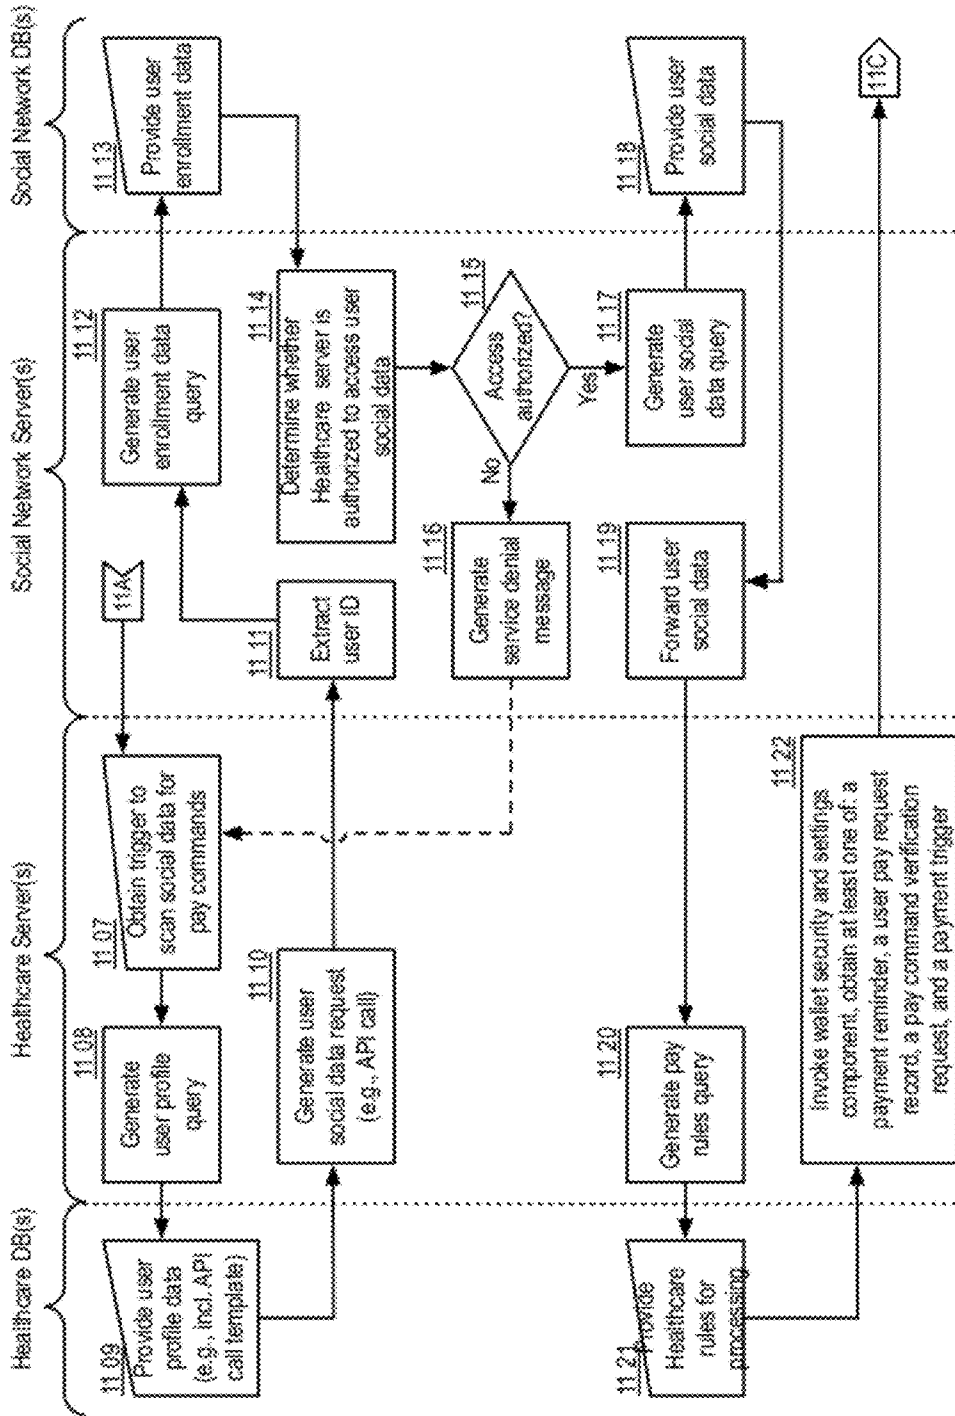 Healthcare DB(s)
Healthcare Server(s)
Social Network Server(s)
Social Network DB(s)
11A
11.07
Obtain trigger to
scan social data for
pay commands
11.08
Generate
user profile
query
11.09
Provide user
profile data
(e.g., incl. API
call template)
11.10
Generate user
social data request
(e.g., API call)
11.11
Extract
user ID
11.12
Generate user
enrollment data
query
11.13
Provide user
enrollment data
11.14
Determine whether
Healthcare server is
authorized to access user
social data
11.15
Access
authorized?
No
Yes
11.16
Generate
service denial
message
11.17
Generate
user social
data query
11.18
Provide user
social data
11.19
Forward user
social data
11.20
Generate pay
rules query
11.21
Provide
Healthcare
rules for
processing
11.22
Invoke wallet security and settings
component, obtain at least one of: a
payment reminder, a user pay request
record, a pay command verification
request, and a payment trigger
11C